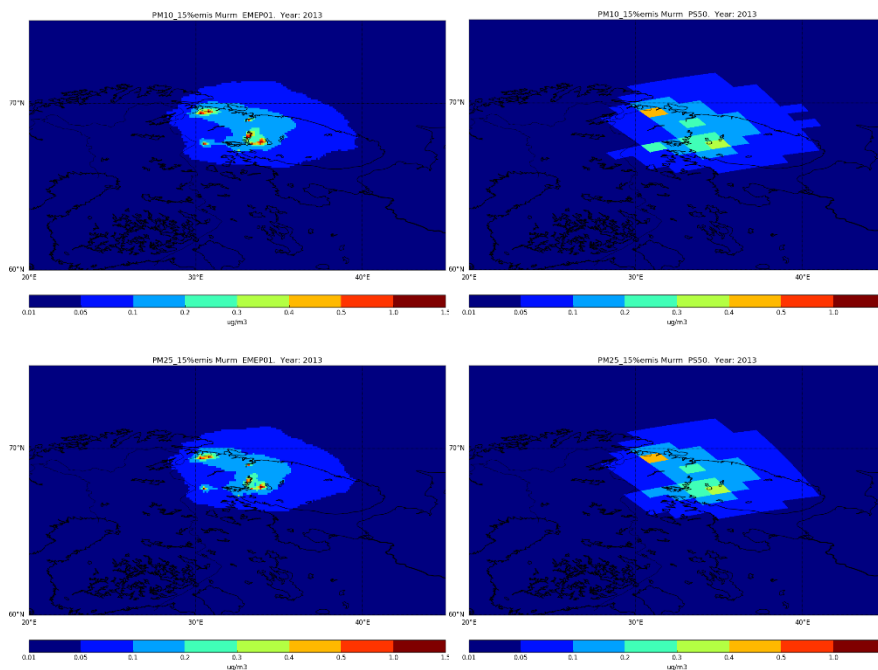 PM10_15%emis Murm EMEP01. Year: 2013
70°N
60°N
20°E 30°E 40°E
0.01 0.05 0.1 0.2 0.3 0.4 0.5 1.0 1.5
ug/m3
PM10_15%emis Murm PS50. Year: 2013
70°N
60°N
20°E 30°E 40°E
0.01 0.05 0.1 0.2 0.3 0.4 0.5 1.0
ug/m3
PM25_15%emis Murm EMEP01. Year: 2013
70°N
60°N
20°E 30°E 40°E
0.01 0.05 0.1 0.2 0.3 0.4 0.5 1.0 1.5
ug/m3
PM25_15%emis Murm PS50. Year: 2013
70°N
60°N
20°E 30°E 40°E
0.01 0.05 0.1 0.2 0.3 0.4 0.5 1.0
ug/m3